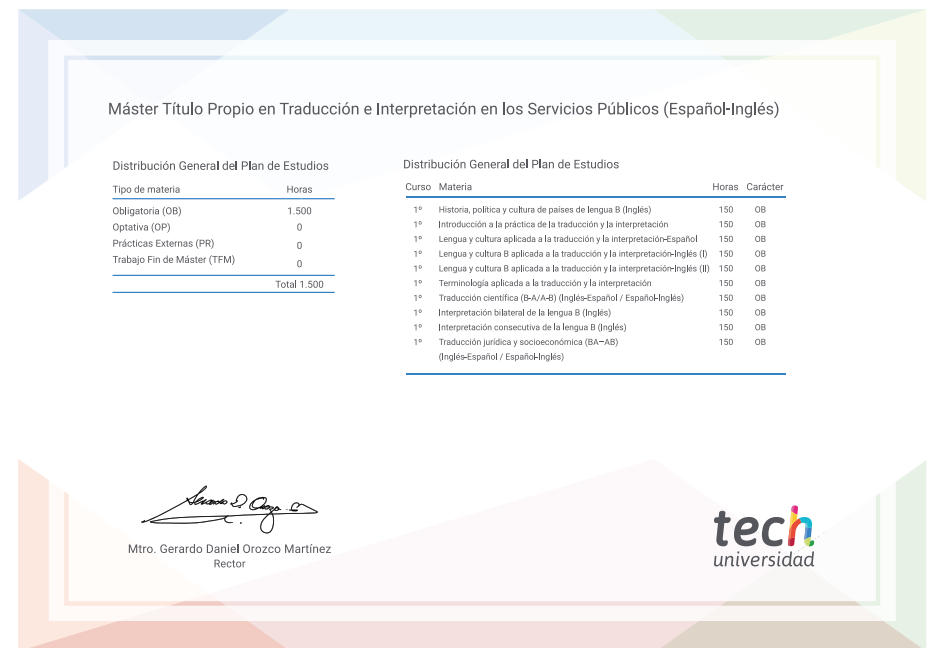 Máster Título Propio en Traducción e Interpretación en los Servicios Públicos (Español-Inglés)
Distribución General del Plan de Estudios
Tipo de materia Horas
Obligatoria (OB) 1.500
Optativa (OP) 0
Prácticas Externas (PR) 0
Trabajo Fin de Máster (TFM) 0
Total 1.500
Distribución General del Plan de Estudios
Curso Materia Horas Carácter
1º Historia, política y cultura de países de lengua B (Inglés) 150 OB
1º Introducción a la práctica de la traducción y la interpretación 150 OB
1º Lengua y cultura aplicada a la traducción y la interpretación-Español 150 OB
1º Lengua y cultura B aplicada a la traducción y la interpretación-Inglés (I) 150 OB
1º Lengua y cultura B aplicada a la traducción y la interpretación-Inglés (II) 150 OB
1º Terminología aplicada a la traducción y la interpretación 150 OB
1º Traducción científica (B-A/A-B) (Inglés-Español / Español-Inglés) 150 OB
1º Interpretación bilateral de la lengua B (Inglés) 150 OB
1º Interpretación consecutiva de la lengua B (Inglés) 150 OB
1º Traducción jurídica y socioeconómica (BA–AB) 150 OB
(Inglés-Español / Español-Inglés)
Mtro. Gerardo Daniel Orozco Martínez
Rector
tech
universidad